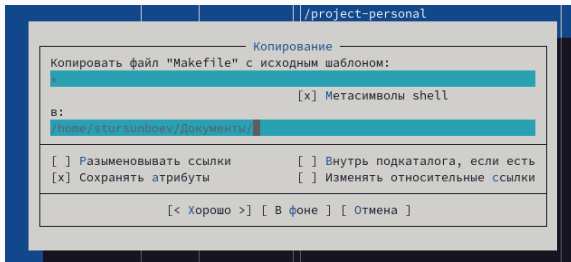 /project-personal
Копирование
Копировать файл "Makefile" с исходным шаблоном:
*
[x] Метасимволы shell
в:
/home/stursunboev/Документы/
[ ] Разыменовывать ссылки [ ] Внутрь подкаталога, если есть
[x] Сохранять атрибуты [ ] Изменять относительные ссылки
[< Хорошо >] [ В фоне ] [ Отмена ]